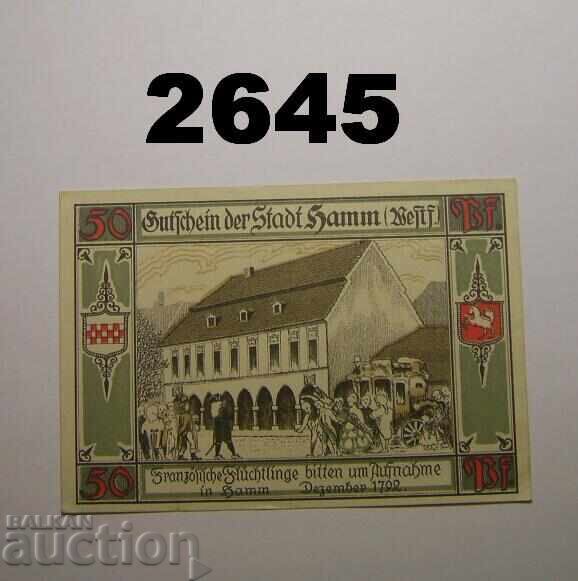 2645
50 Gutschein der Stadt Hamm (Westf.) Pf
50 Französische Flüchtlinge bitten um Aufnahme Pf
in Hamm Dezember 1792.
BALKAN
auction